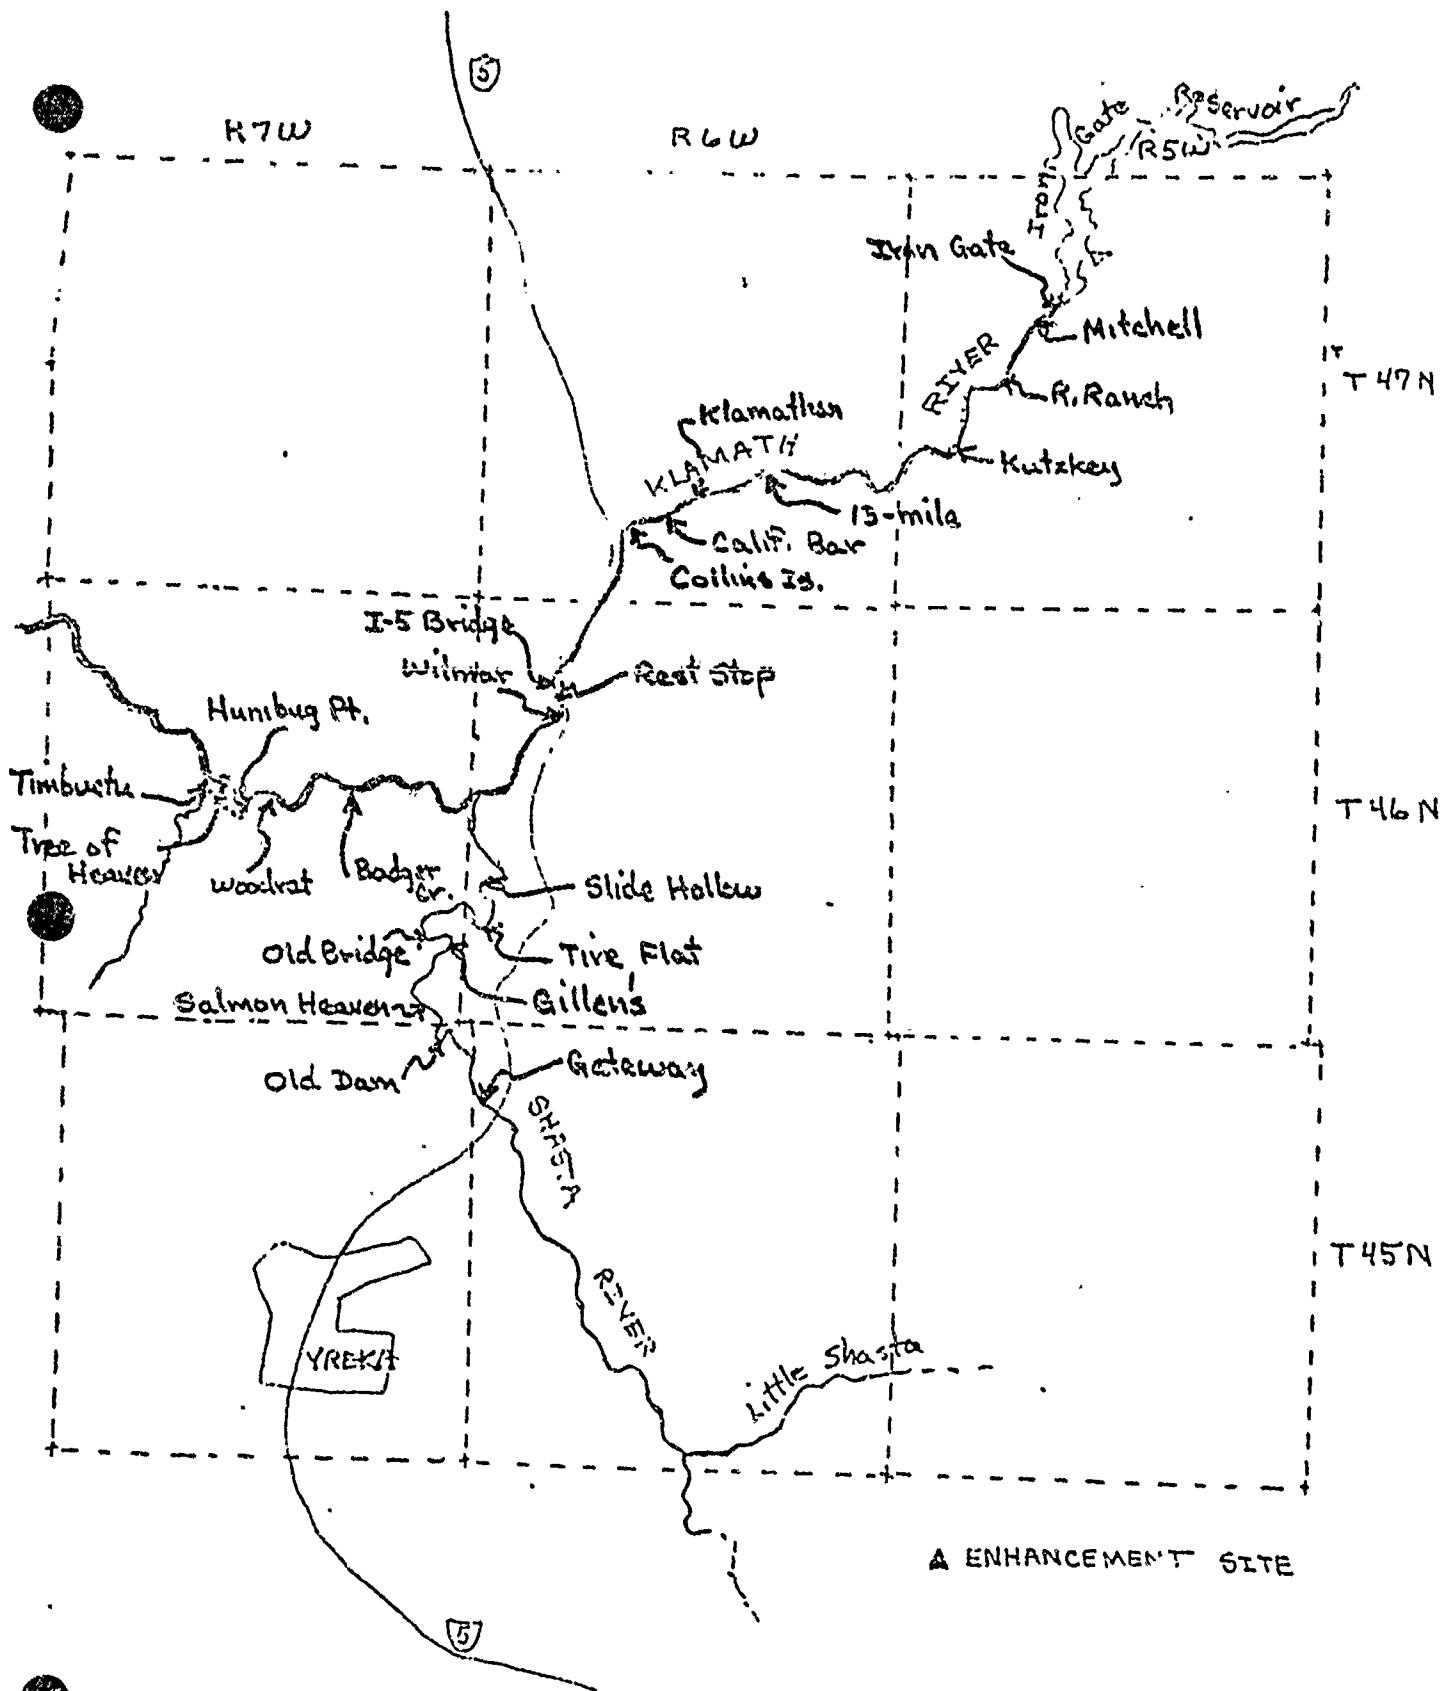 5
R7W
R6W
Iron Gate Reservoir
R5W
Iron Gate
Mitchell
T47N
R. Ranch
RIVER
Klamathon
KLAMATH
Kutzkey
15-mile
Calif. Bar
Collins Is.
I-5 Bridge
Wilmar
Rest Stop
Humbug Pt.
Timbuctu
T46N
Tree of
Heaven
Woodrat
Badger
Cr.
Slide Hollow
Old Bridge
Tire Flat
Salmon Heaven
Gillen's
Old Dam
Gateway
SHASTA
RIVER
T45N
YREKA
Little Shasta
▲ ENHANCEMENT SITE
5